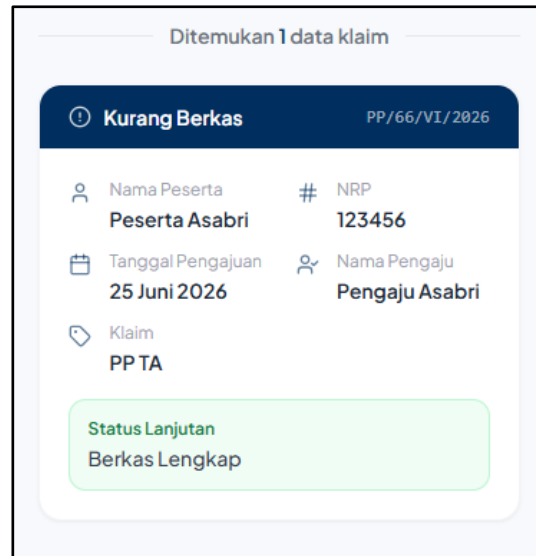 Ditemukan 1 data klaim
Kurang Berkas
PP/66/VI/2026
Nama Peserta
Peserta Asabri
NRP
123456
Tanggal Pengajuan
25 Juni 2026
Nama Pengaju
Pengaju Asabri
Klaim
PP TA
Status Lanjutan
Berkas Lengkap